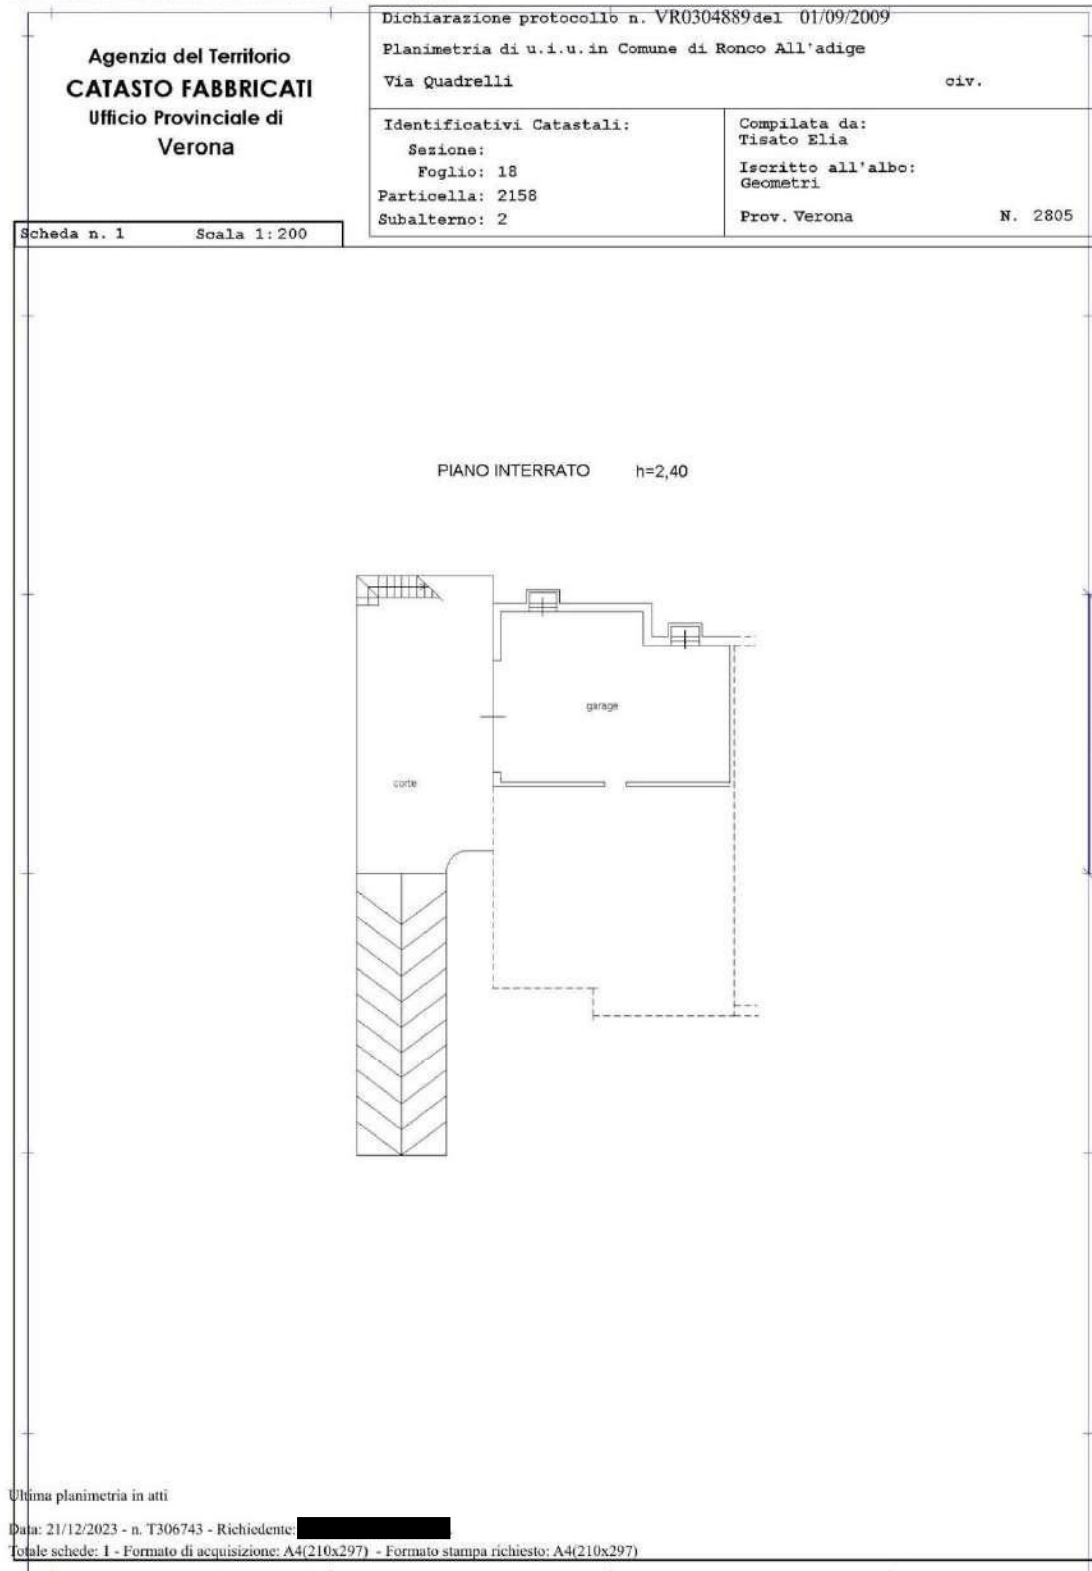 Agenzia del Territorio
CATASTO FABBRICATI
Ufficio Provinciale di
Verona
Scheda n. 1 Scala 1:200
Dichiarazione protocollo n. VR0304889 del 01/09/2009
Planimetria di u.i.u. in Comune di Ronco All'adige
Via Quadrelli civ.
Identificativi Catastali:
Sezione:
Foglio: 18
Particella: 2158
Subalterno: 2
Compilata da:
Tisato Elia
Iscritto all'albo:
Geometri
Prov. Verona N. 2805
PIANO INTERRATO h=2,40
garage
corte
Ultima planimetria in atti
Data: 21/12/2023 - n. T306743 - Richiedente:
Totale schede: 1 - Formato di acquisizione: A4(210x297) - Formato stampa richiesto: A4(210x297)